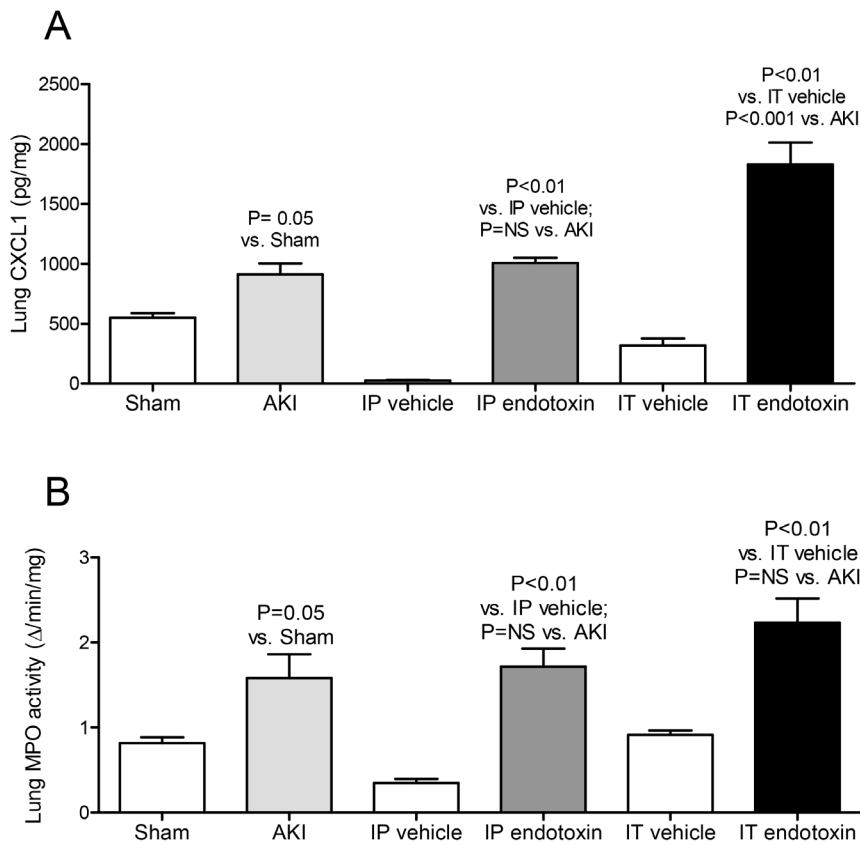 A
Lung CXCL1 (pg/mg)
2500
2000
1500
1000
500
0
P= 0.05
vs. Sham
P<0.01
vs. IP vehicle;
P=NS vs. AKI
P<0.01
vs. IT vehicle
P<0.001 vs. AKI
Sham
AKI
IP vehicle
IP endotoxin
IT vehicle
IT endotoxin
B
Lung MPO activity (Δ/min/mg)
3
2
1
0
P=0.05
vs. Sham
P<0.01
vs. IP vehicle;
P=NS vs. AKI
P<0.01
vs. IT vehicle
P=NS vs. AKI
Sham
AKI
IP vehicle
IP endotoxin
IT vehicle
IT endotoxin